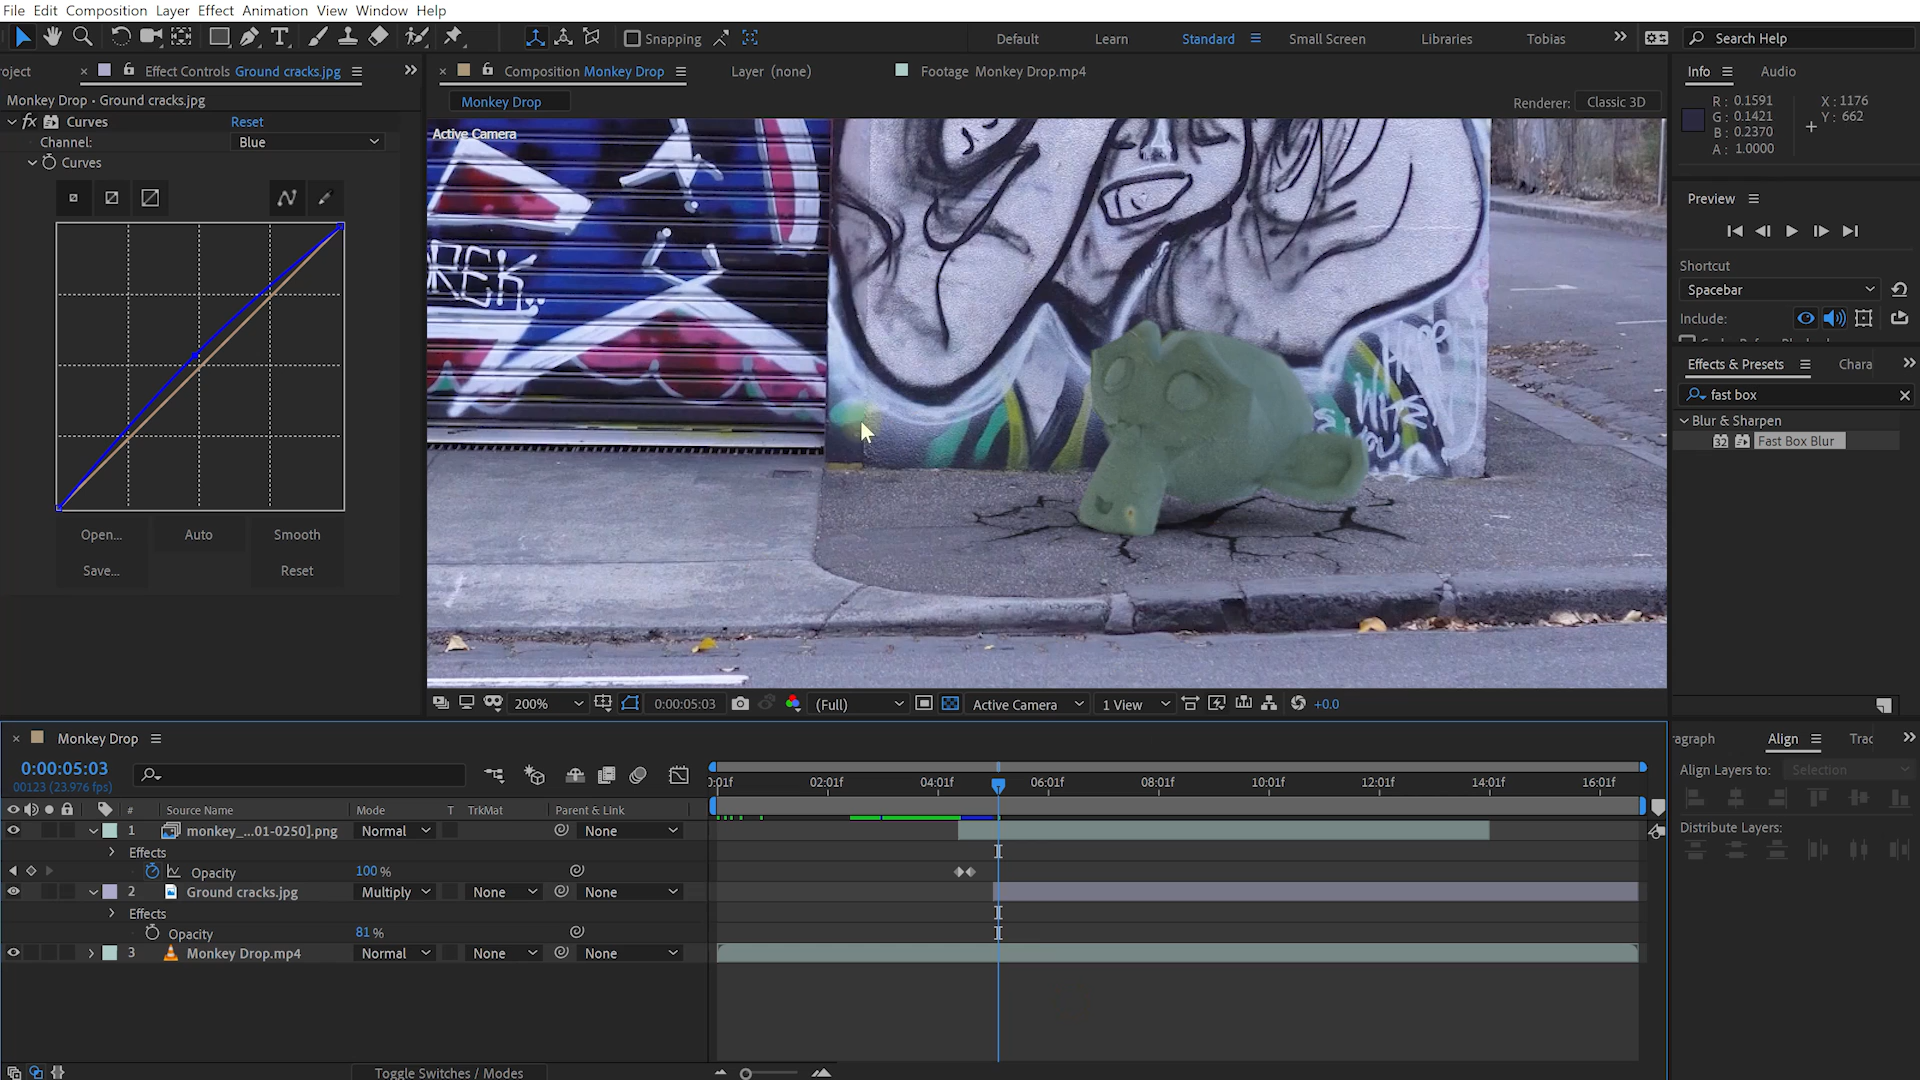 File Edit Composition Layer Effect Animation View Window Help
Snapping Default Learn Standard Small Screen Libraries Tobias Search Help
roject Effect Controls Ground cracks.jpg Composition Monkey Drop Layer (none) Footage Monkey Drop.mp4 Info Audio
Monkey Drop • Ground cracks.jpg
Monkey Drop Renderer: Classic 3D
R: 0.1591 X: 1176
G: 0.1421 Y: 662
B: 0.2370
A: 1.0000
fx Curves Reset
Channel: Blue
Curves
Active Camera
Preview
Shortcut
Spacebar
Include:
Effects & Presets Chara
fast box
Blur & Sharpen
32 Fast Box Blur
REK..
Open... Auto Smooth
Save... Reset
200% 0:00:05:03 (Full) Active Camera 1 View +0.0
Monkey Drop
ragraph Align Trac
0:00:05:03
00123 (23.976 fps)
0:01f 02:01f 04:01f 06:01f 08:01f 10:01f 12:01f 14:01f 16:01f
Align Layers to: Selection
# Source Name Mode T TrkMat Parent & Link
1 monkey_...01-0250].png Normal None
Distribute Layers:
Effects
Opacity 100 %
2 Ground cracks.jpg Multiply None None
Effects
Opacity 81 %
3 Monkey Drop.mp4 Normal None None
Toggle Switches / Modes